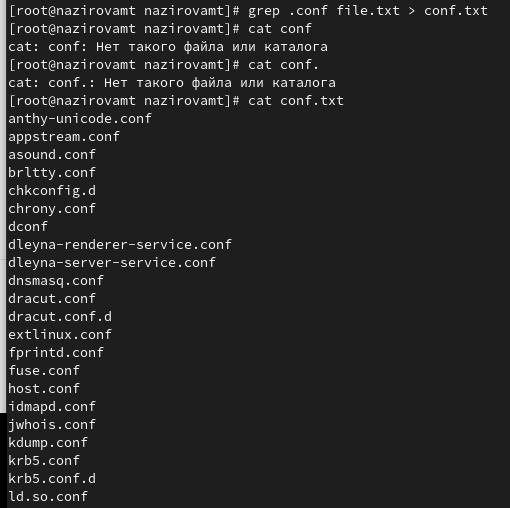 [root@nazirovamt nazirovamt]# grep .conf file.txt > conf.txt
[root@nazirovamt nazirovamt]# cat conf
cat: conf: Нет такого файла или каталога
[root@nazirovamt nazirovamt]# cat conf.
cat: conf.: Нет такого файла или каталога
[root@nazirovamt nazirovamt]# cat conf.txt
anthy-unicode.conf
appstream.conf
asound.conf
brltty.conf
chkconfig.d
chrony.conf
dconf
dleyna-renderer-service.conf
dleyna-server-service.conf
dnsmasq.conf
dracut.conf
dracut.conf.d
extlinux.conf
fprintd.conf
fuse.conf
host.conf
idmapd.conf
jwhois.conf
kdump.conf
krb5.conf
krb5.conf.d
ld.so.conf